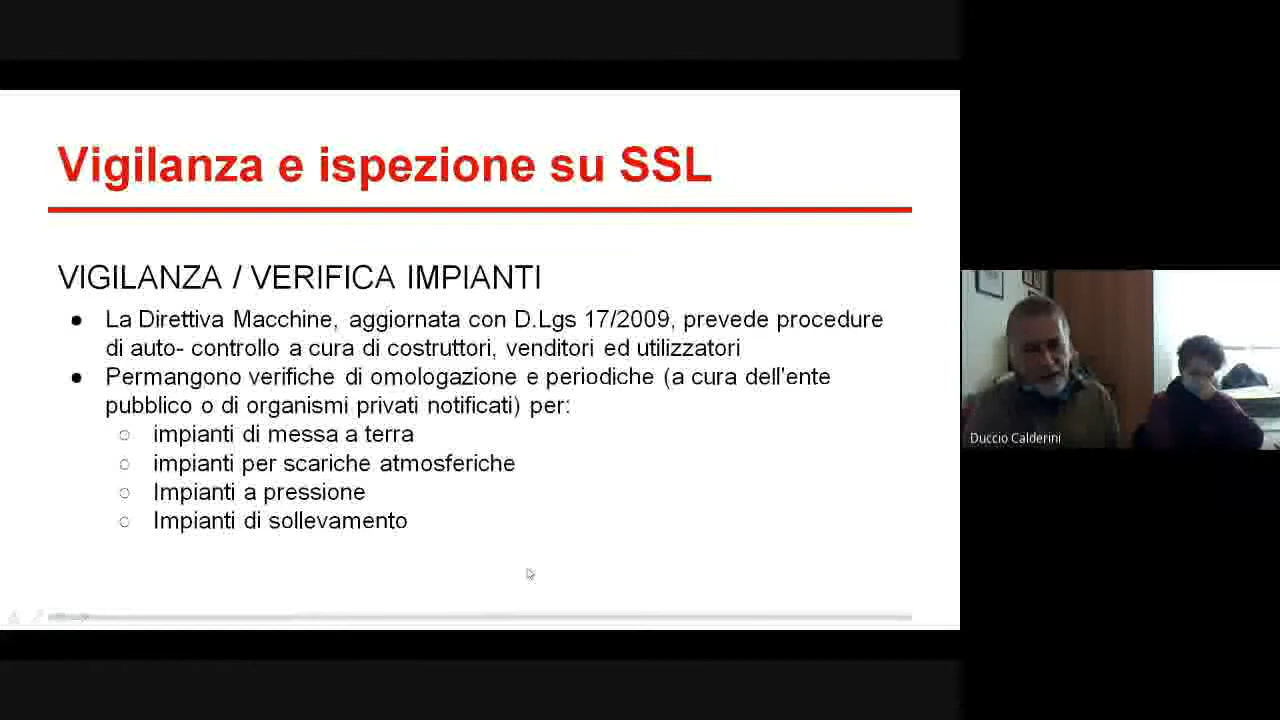 Vigilanza e ispezione su SSL
VIGILANZA / VERIFICA IMPIANTI
● La Direttiva Macchine, aggiornata con D.Lgs 17/2009, prevede procedure
di auto- controllo a cura di costruttori, venditori ed utilizzatori
● Permangono verifiche di omologazione e periodiche (a cura dell'ente
pubblico o di organismi privati notificati) per:
○ impianti di messa a terra
○ impianti per scariche atmosferiche
○ Impianti a pressione
○ Impianti di sollevamento
Duccio Calderini